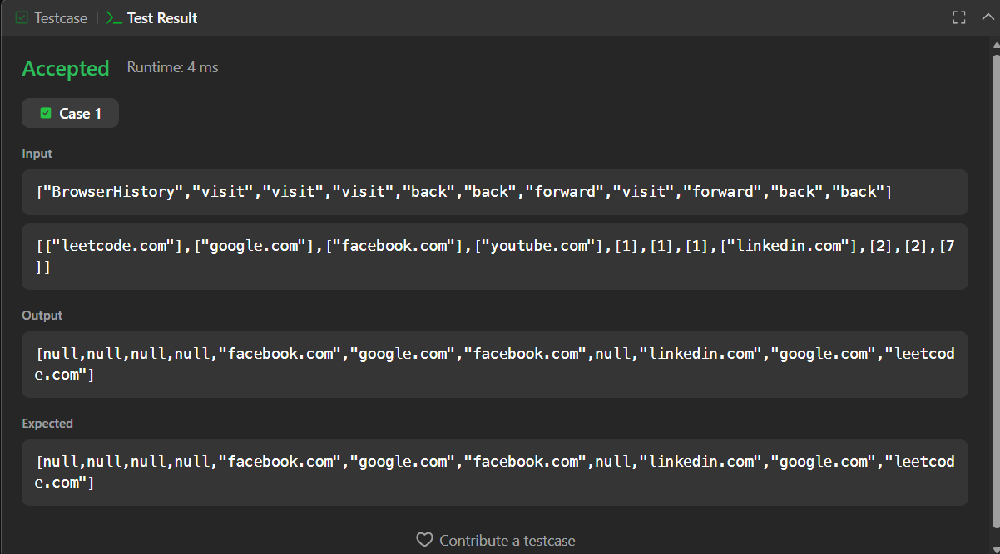 Testcase | >_ Test Result
Accepted Runtime: 4 ms
Case 1
Input
["BrowserHistory","visit","visit","visit","back","back","forward","visit","forward","back","back"]
[["leetcode.com"],["google.com"],["facebook.com"],["youtube.com"],[1],[1],[1],["linkedin.com"],[2],[2],[7
]]
Output
[null,null,null,null,"facebook.com","google.com","facebook.com",null,"linkedin.com","google.com","leetcod
e.com"]
Expected
[null,null,null,null,"facebook.com","google.com","facebook.com",null,"linkedin.com","google.com","leetcod
e.com"]
Contribute a testcase